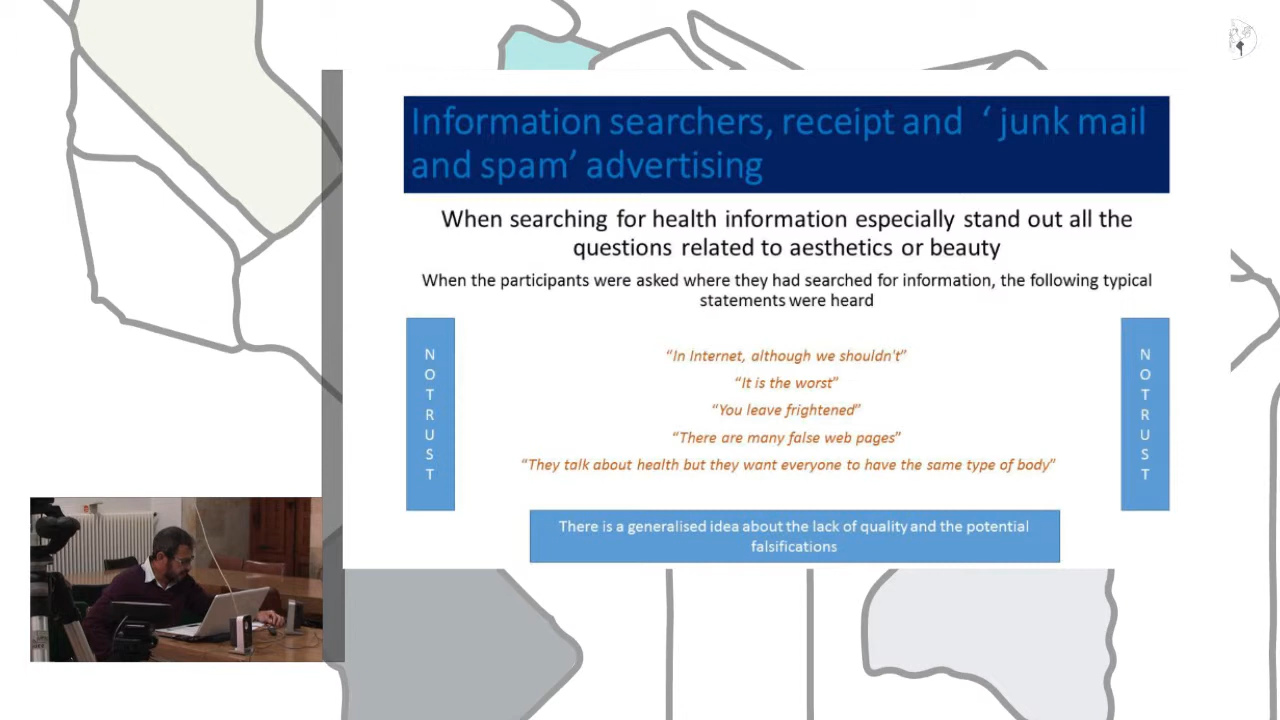 Information searchers, receipt and ‘ junk mail
and spam’ advertising
When searching for health information especially stand out all the
questions related to aesthetics or beauty
When the participants were asked where they had searched for information, the following typical
statements were heard
N
O
T
R
U
S
T
“In Internet, although we shouldn't”
“It is the worst”
“You leave frightened”
“There are many false web pages”
“They talk about health but they want everyone to have the same type of body”
N
O
T
R
U
S
T
There is a generalised idea about the lack of quality and the potential
falsifications